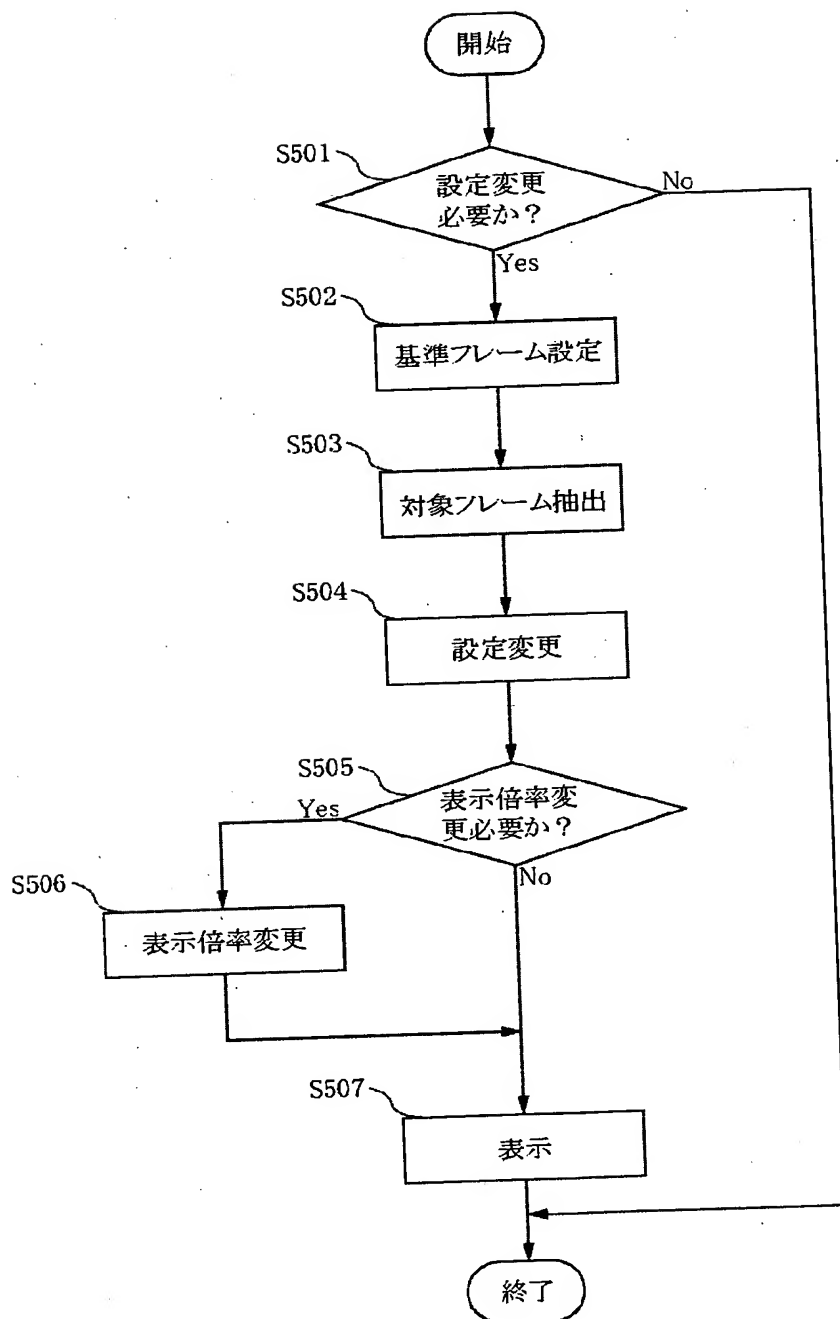 開始
S501
設定変更
必要か？
No
Yes
S502
基準フレーム設定
S503
対象フレーム抽出
S504
設定変更
S505
表示倍率変
更必要か？
Yes
No
S506
表示倍率変更
S507
表示
終了